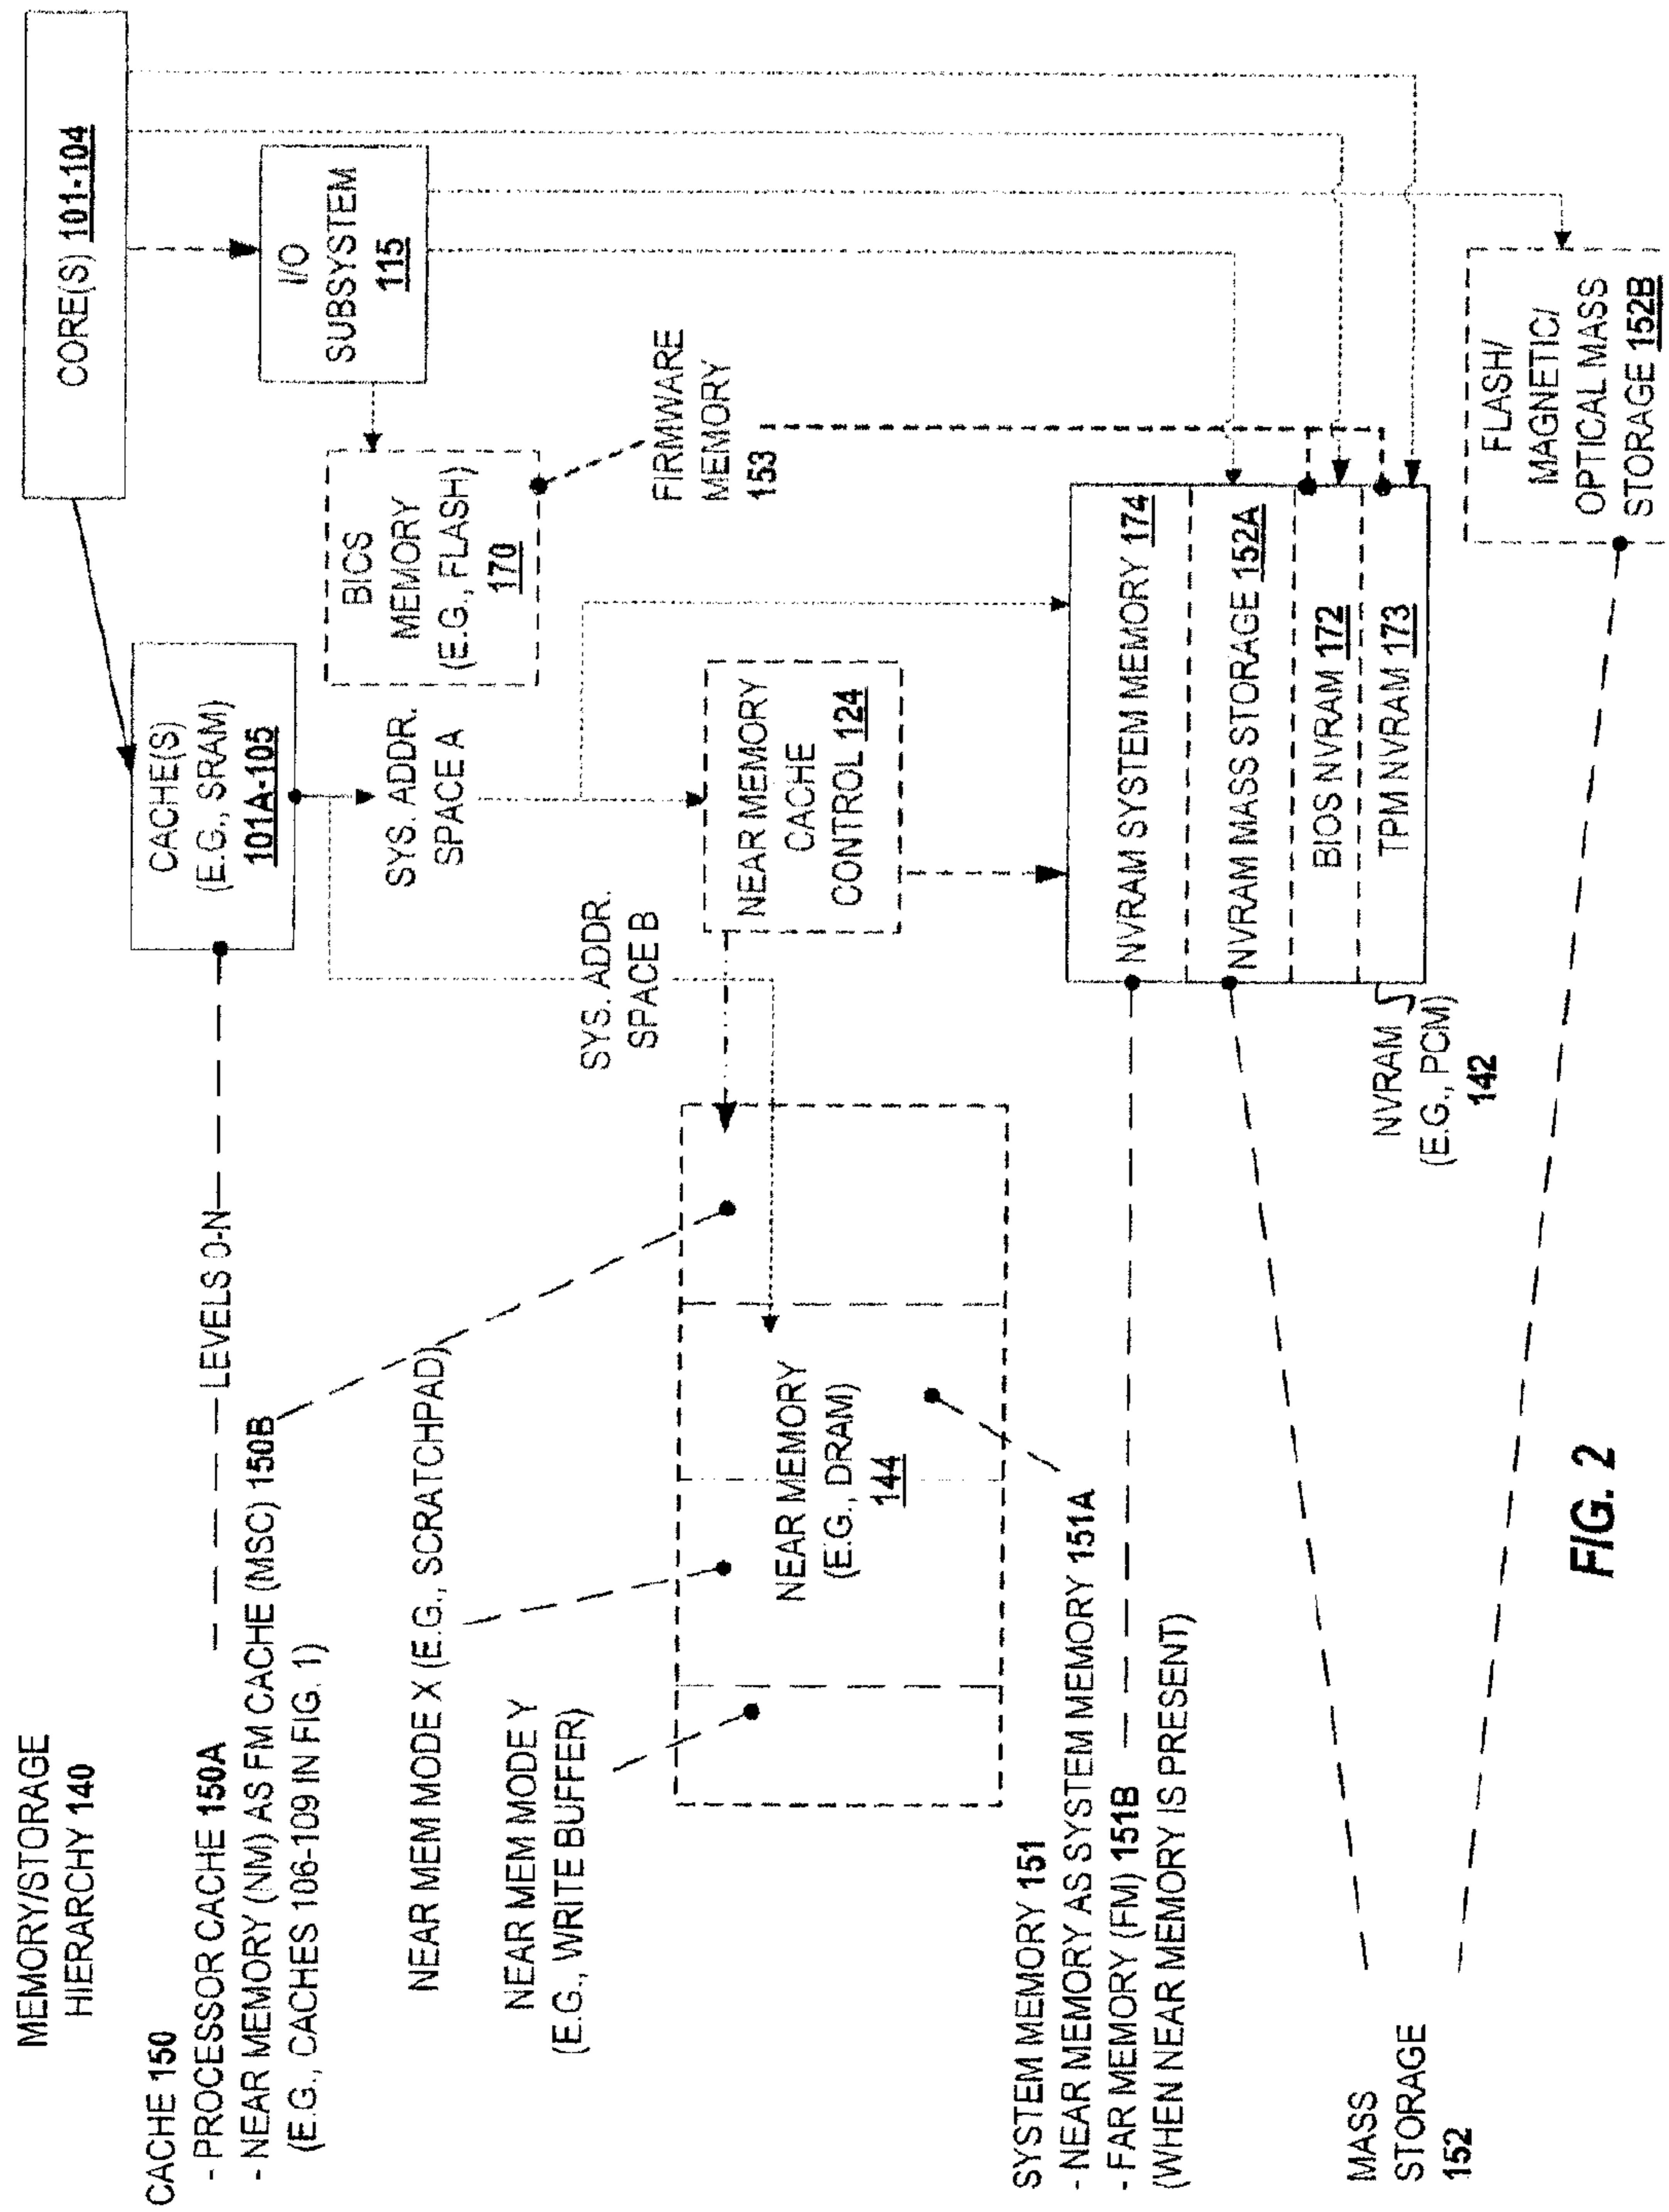 MEMORY/STORAGE
HIERARCHY 140
CACHE 150
- PROCESSOR CACHE 150A
- NEAR MEMORY (NM) AS FM CACHE (MSC) 150B
(E.G., CACHES 106-109 IN FIG. 1)
LEVELS 0-N
NEAR MEM MODE X (E.G., SCRATCHPAD)
NEAR MEM MODE Y
(E.G., WRITE BUFFER)
SYSTEM MEMORY 151
- NEAR MEMORY AS SYSTEM MEMORY 151A
- FAR MEMORY (FM) 151B
(WHEN NEAR MEMORY IS PRESENT)
MASS
STORAGE
152
CORE(S) 101-104
CACHE(S)
(E.G., SRAM)
101A-105
I/O
SUBSYSTEM
115
BICS
MEMORY
(E.G., FLASH)
170
FIRMWARE
MEMORY
153
SYS. ADDR.
SPACE A
SYS. ADDR.
SPACE B
NEAR MEMORY
CACHE
CONTROL 124
NEAR MEMORY
(E.G., DRAM)
144
NVRAM SYSTEM MEMORY 174
NVRAM MASS STORAGE 152A
BIOS NVRAM 172
TPM NVRAM 173
NVRAM
(E.G., PCM)
142
FLASH/
MAGNETIC/
OPTICAL MASS
STORAGE 152B
FIG. 2